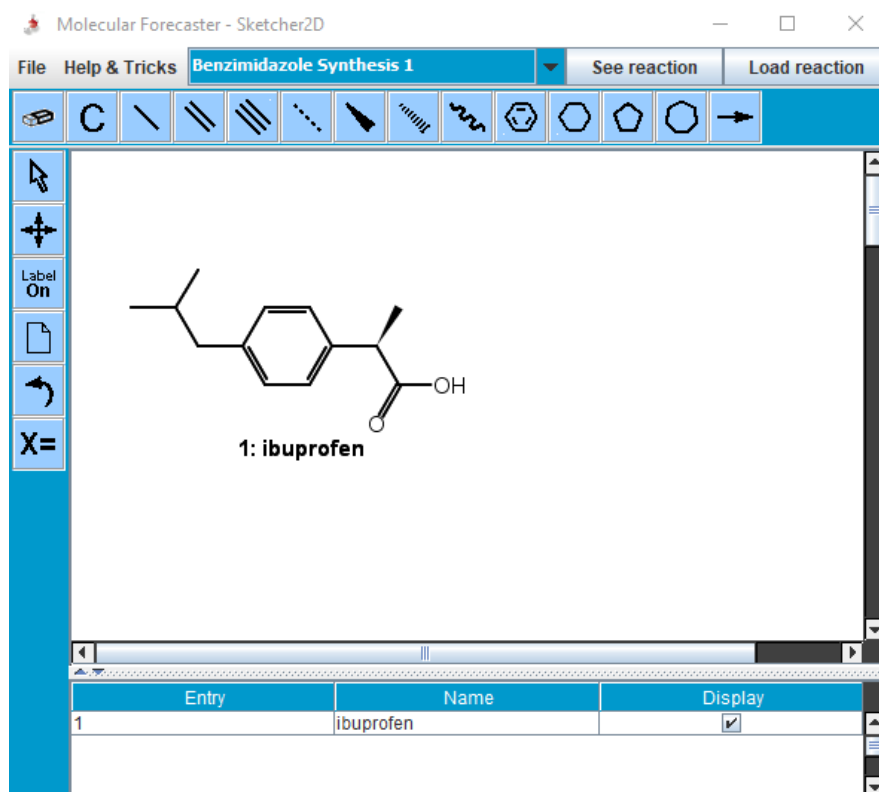 Molecular Forecaster - Sketcher2D
File Help & Tricks Benzimidazole Synthesis 1 See reaction Load reaction
C
Label
On
X=
OH
O
1: ibuprofen
Entry Name Display
1 ibuprofen